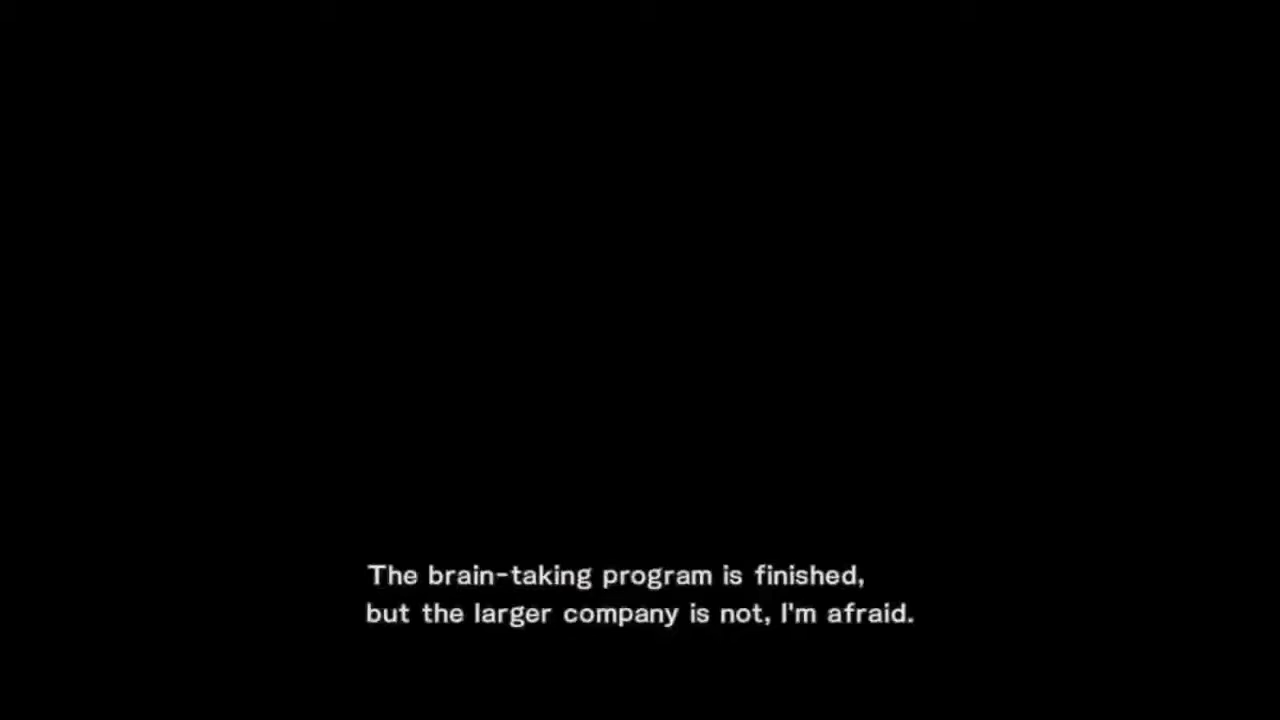 The brain-taking program is finished,
but the larger company is not, I'm afraid.